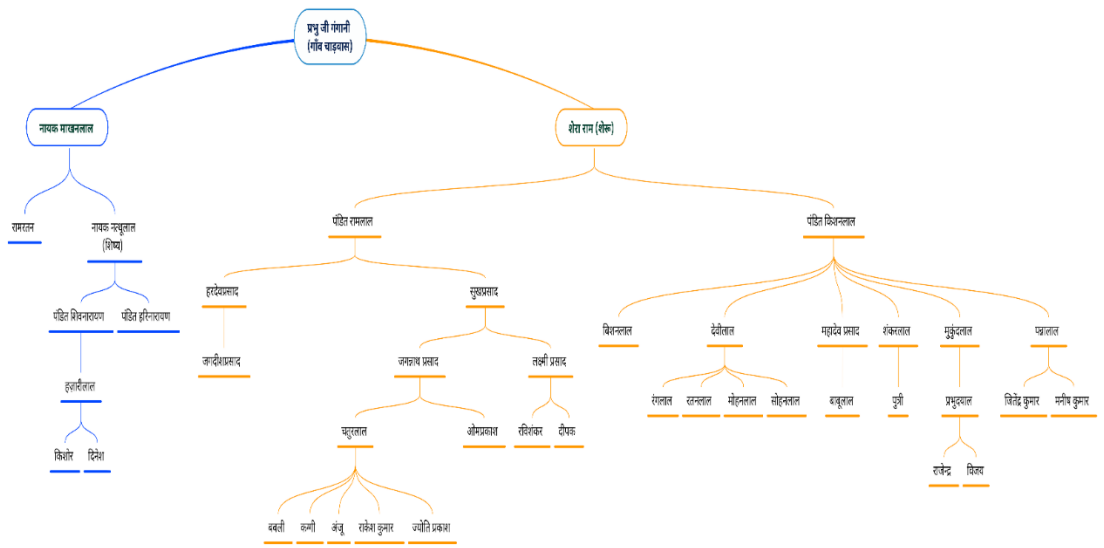 प्रभु जी गंगानी
(गाँव चाड़वास)
नायक माखनलाल
शेरा राम (शेरू)
रामरतन
नायक नत्थूलाल
(शिष्य)
पंडित रामलाल
पंडित किशनलाल
पंडित शिवनारायण
पंडित हरिनारायण
हरदेवप्रसाद
सुखप्रसाद
बिशनलाल
देवीलाल
महादेव प्रसाद
शंकरलाल
मुकुंदलाल
पन्नालाल
हज़ारीलाल
जगदीशप्रसाद
जगन्नाथ प्रसाद
लक्ष्मी प्रसाद
रंगलाल
रतनलाल
मोहनलाल
सोहनलाल
बाबूलाल
पुत्री
प्रभुदयाल
जितेंद्र कुमार
मनीष कुमार
किशोर
दिनेश
चतुरलाल
ओमप्रकाश
रविशंकर
दीपक
राजेन्द्र
विजय
बबली
कग्गी
अंजू
राकेश कुमार
ज्योति प्रकाश